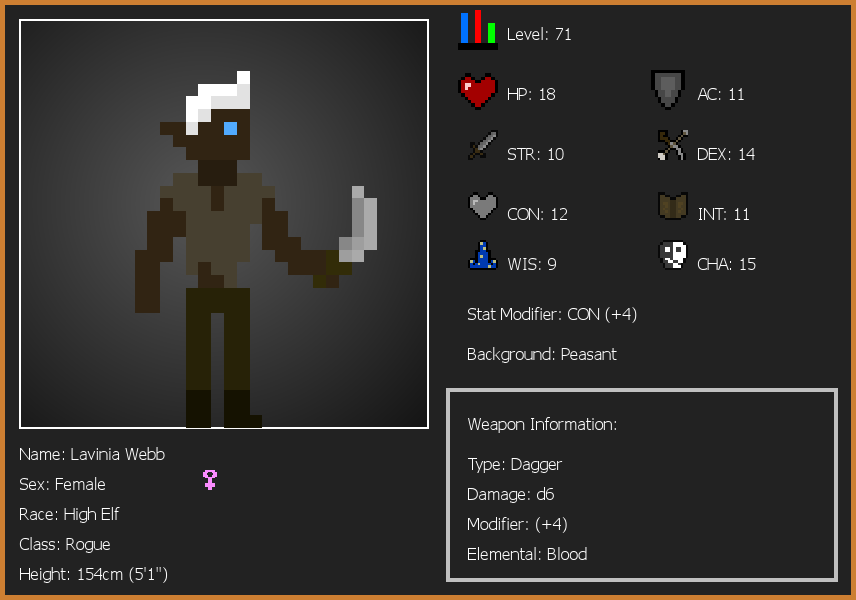 Level: 71
HP: 18
AC: 11
STR: 10
DEX: 14
CON: 12
INT: 11
WIS: 9
CHA: 15
Stat Modifier: CON (+4)
Background: Peasant
Weapon Information:
Type: Dagger
Damage: d6
Modifier: (+4)
Elemental: Blood
Name: Lavinia Webb
Sex: Female
Race: High Elf
Class: Rogue
Height: 154cm (5'1")